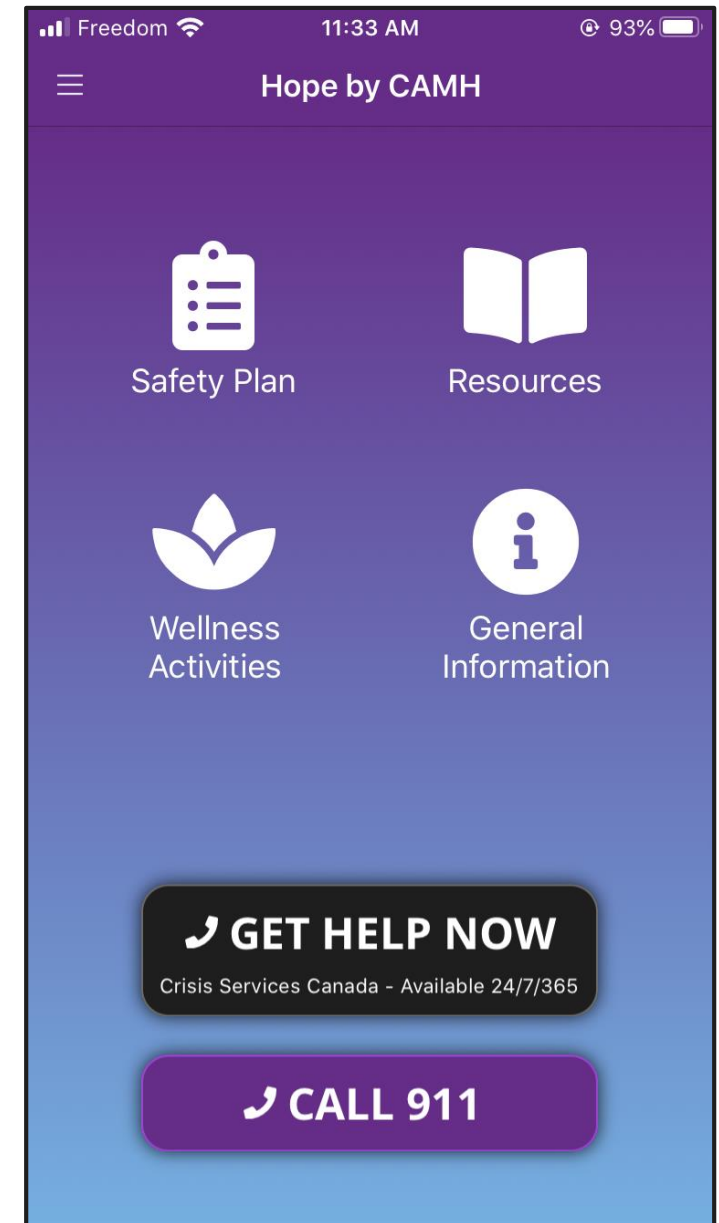 Freedom 11:33 AM 93%
Hope by CAMH
Safety Plan Resources
Wellness Activities
General Information
GET HELP NOW
Crisis Services Canada - Available 24/7/365
CALL 911